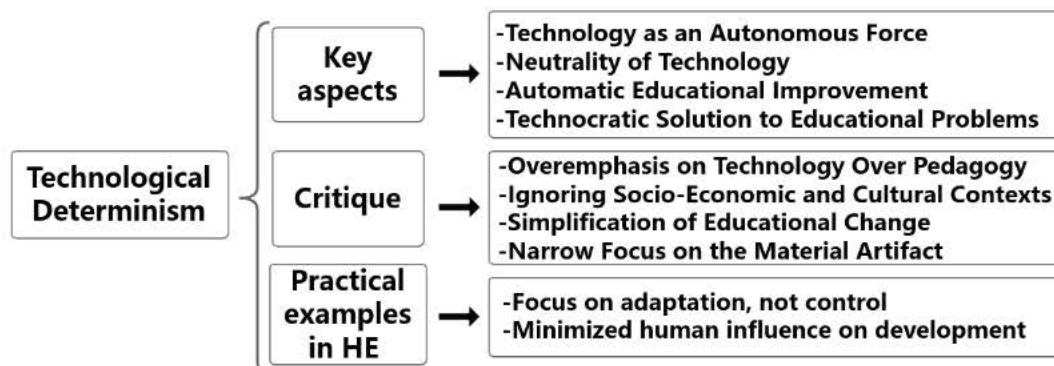 Technological
Determinism
Key
aspects
-Technology as an Autonomous Force
-Neutrality of Technology
-Automatic Educational Improvement
-Technocratic Solution to Educational Problems
Critique
-Overemphasis on Technology Over Pedagogy
-Ignoring Socio-Economic and Cultural Contexts
-Simplification of Educational Change
-Narrow Focus on the Material Artifact
Practical
examples
in HE
-Focus on adaptation, not control
-Minimized human influence on development